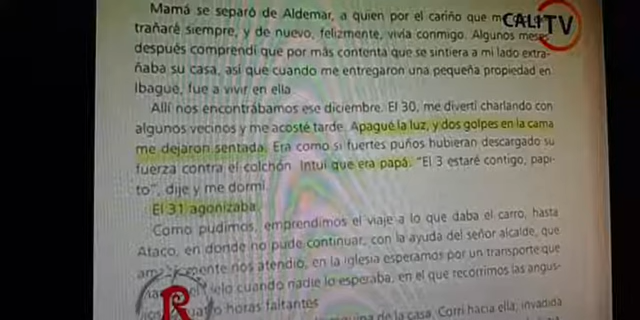 Mamá se separó de Aldemar, a quien por el cariño que m
CALITV
trañaré siempre, y de nuevo, felizmente, vivía conmigo. Algunos meses
después comprendí que por más contenta que se sintiera a mi lado extra-
ñaba su casa, así que cuando me entregaron una pequeña propiedad en
Ibagué, fue a vivir en ella
Allí nos encontrábamos ese diciembre. El 30, me divertí charlando con
algunos vecinos y me acosté tarde. Apagué la luz, y dos golpes en la cama
me dejaron sentada. Era como si fuertes puños hubieran descargado su
fuerza contra el colchón. Intuí que era papá. “El 3 estaré contigo, papi-
to”, dije y me dormí.
El 31 agonizaba.
Como pudimos, emprendimos el viaje a lo que daba el carro, hasta
Ataco, en donde no pude continuar, con la ayuda del señor alcalde, que
nos atendio, en la iglesia esperamos por un transporte que
elo cuando nadie lo esperaba, en el que recorrimos las angus-
o horas faltantes
R
de la casa. Corrí hacia ella, invadida